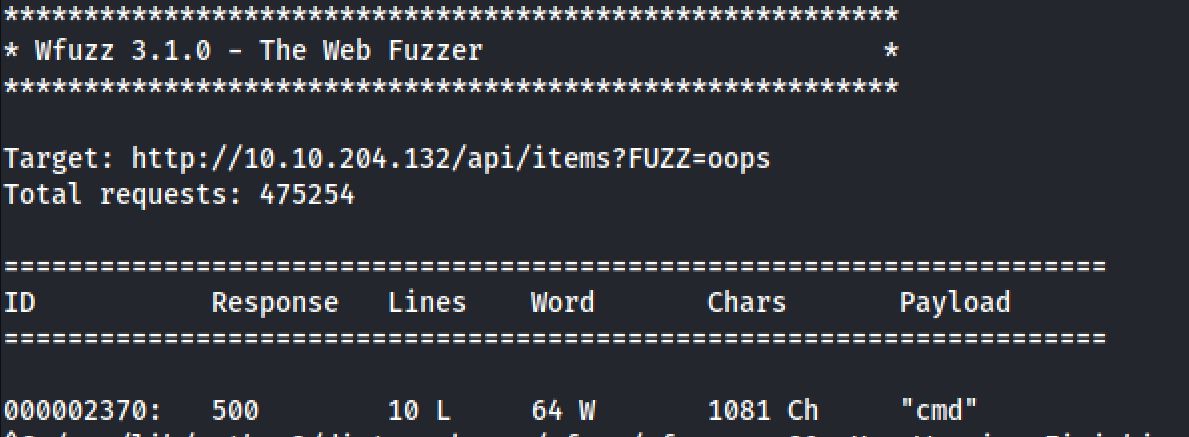 ********************************************************
* Wfuzz 3.1.0 - The Web Fuzzer                         *
********************************************************
Target: http://10.10.204.132/api/items?FUZZ=oops
Total requests: 475254
=====================================================================
ID           Response   Lines    Word       Chars       Payload
=====================================================================
000002370:   500        10 L     64 W       1081 Ch     "cmd"